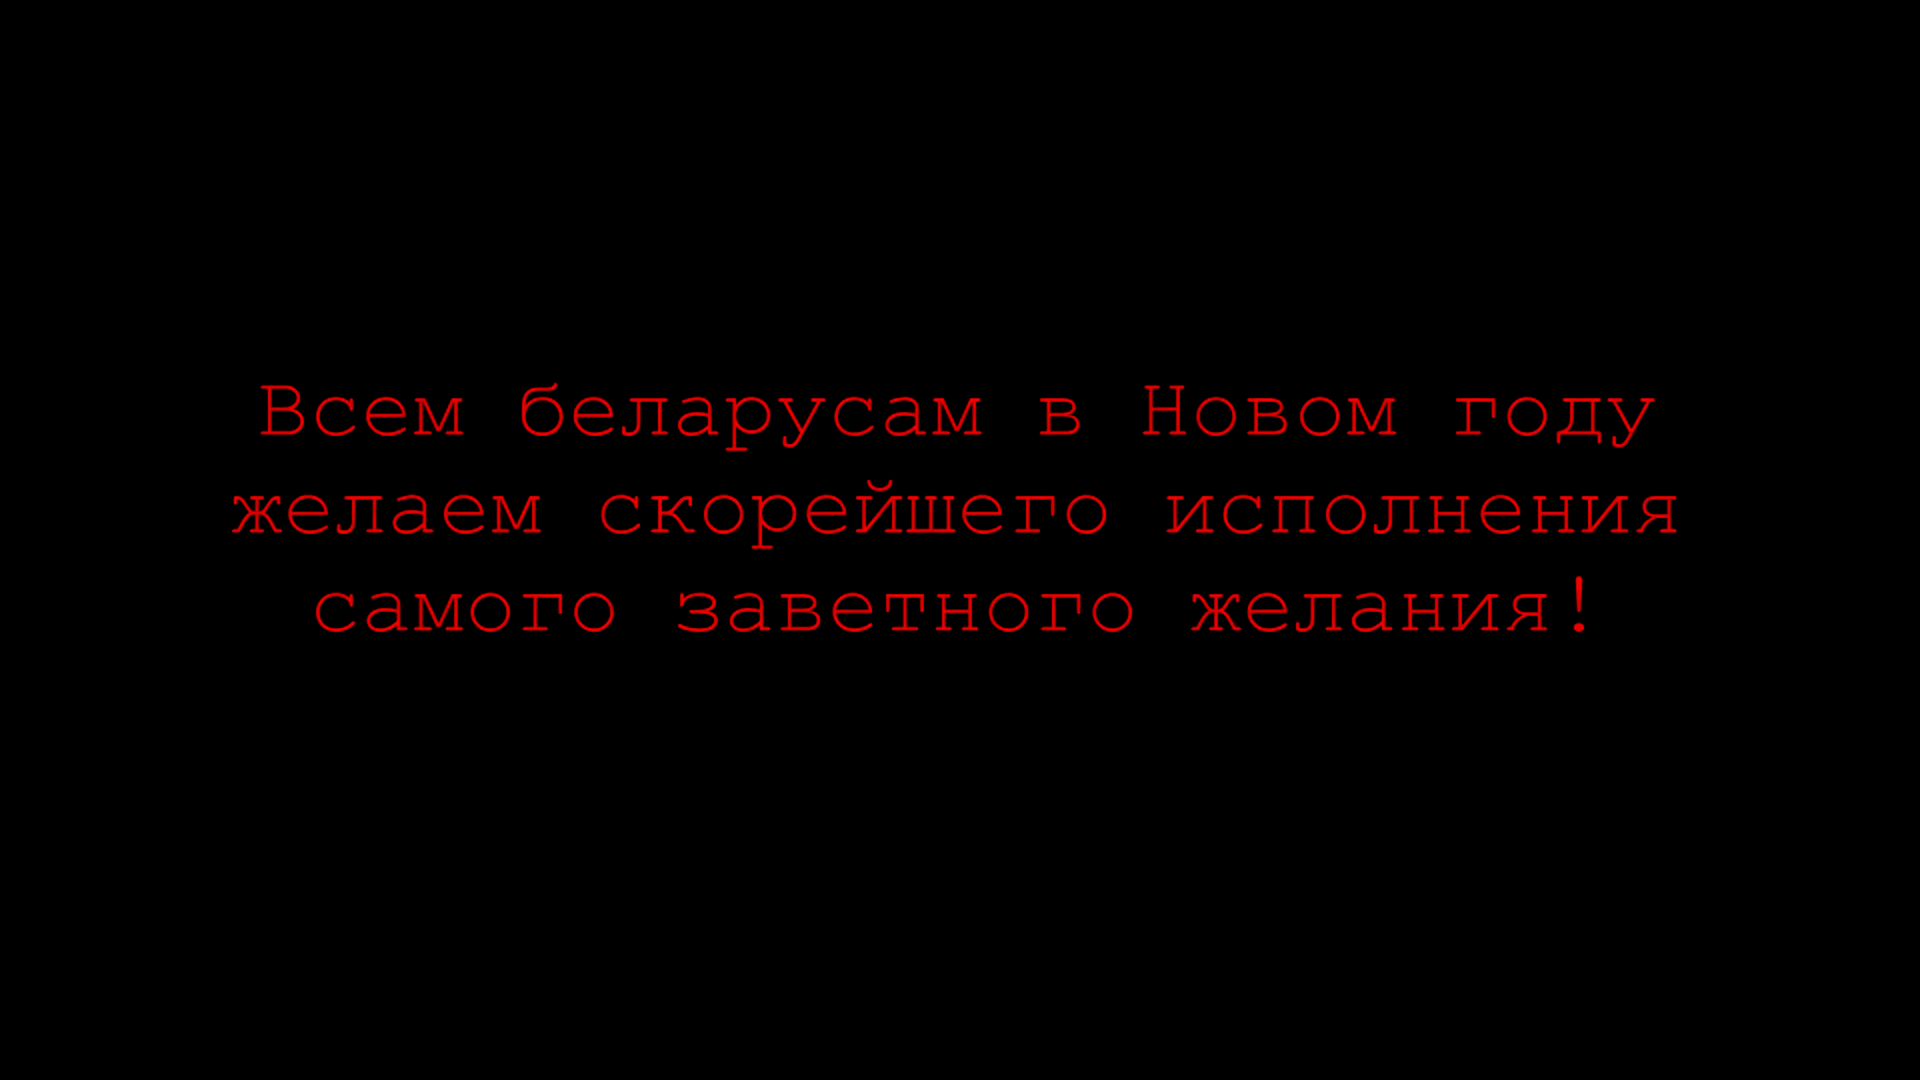 Всем беларусам в Новом году
желаем скорейшего исполнения
самого заветного желания!